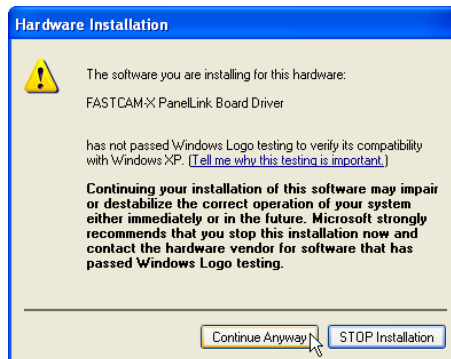 Hardware Installation
The software you are installing for this hardware:
FASTCAM-X PanelLink Board Driver
has not passed Windows Logo testing to verify its compatibility
with Windows XP. (Tell me why this testing is important.)
Continuing your installation of this software may impair
or destabilize the correct operation of your system
either immediately or in the future. Microsoft strongly
recommends that you stop this installation now and
contact the hardware vendor for software that has
passed Windows Logo testing.
Continue Anyway STOP Installation